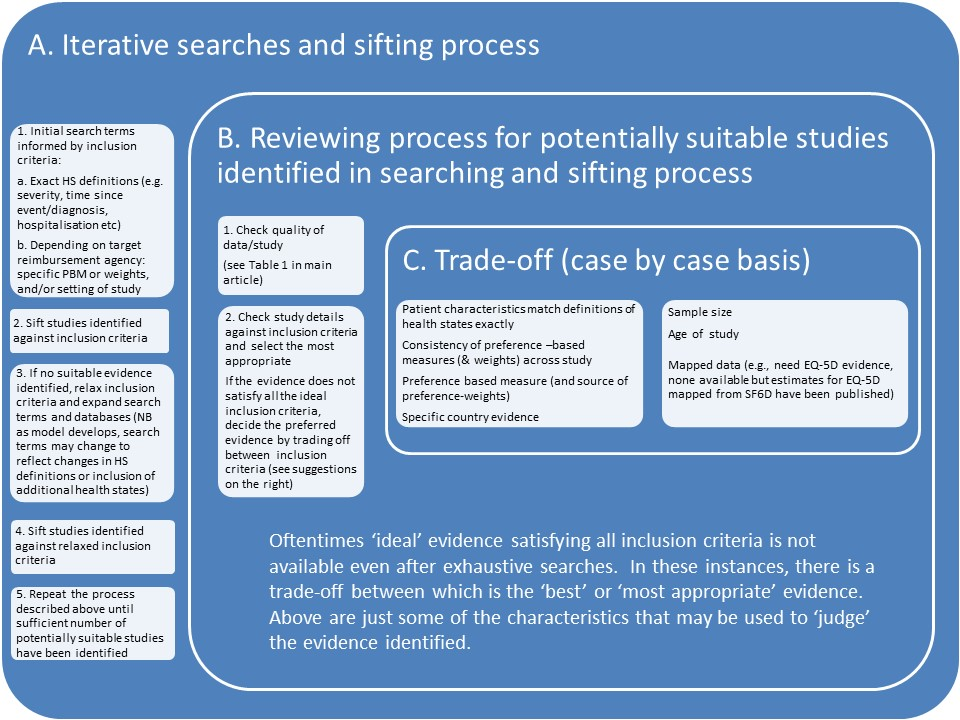 A. Iterative searches and sifting process
1. Initial search terms
informed by inclusion
criteria:
a. Exact HS definitions (e.g.
severity, time since
event/diagnosis,
hospitalisation etc)
b. Depending on target
reimbursement agency:
specific PBM or weights,
and/or setting of study
2. Sift studies identified
against inclusion criteria
3. If no suitable evidence
identified, relax inclusion
criteria and expand search
terms and databases (NB
as model develops, search
terms may change to
reflect changes in HS
definitions or inclusion of
additional health states)
4. Sift studies identified
against relaxed inclusion
criteria
5. Repeat the process
described above until
sufficient number of
potentially suitable studies
have been identified
B. Reviewing process for potentially suitable studies
identified in searching and sifting process
1. Check quality of
data/study
(see Table 1 in main
article)
2. Check study details
against inclusion criteria
and select the most
appropriate
If the evidence does not
satisfy all the ideal
inclusion criteria,
decide the preferred
evidence by trading off
between inclusion
criteria (see suggestions
on the right)
C. Trade-off (case by case basis)
Patient characteristics match definitions of
health states exactly
Consistency of preference –based
measures (& weights) across study
Preference based measure (and source of
preference-weights)
Specific country evidence
Sample size
Age of study
Mapped data (e.g., need EQ-5D evidence,
none available but estimates for EQ-5D
mapped from SF6D have been published)
Oftentimes ‘ideal’ evidence satisfying all inclusion criteria is not
available even after exhaustive searches. In these instances, there is a
trade-off between which is the ‘best’ or ‘most appropriate’ evidence.
Above are just some of the characteristics that may be used to ‘judge’
the evidence identified.